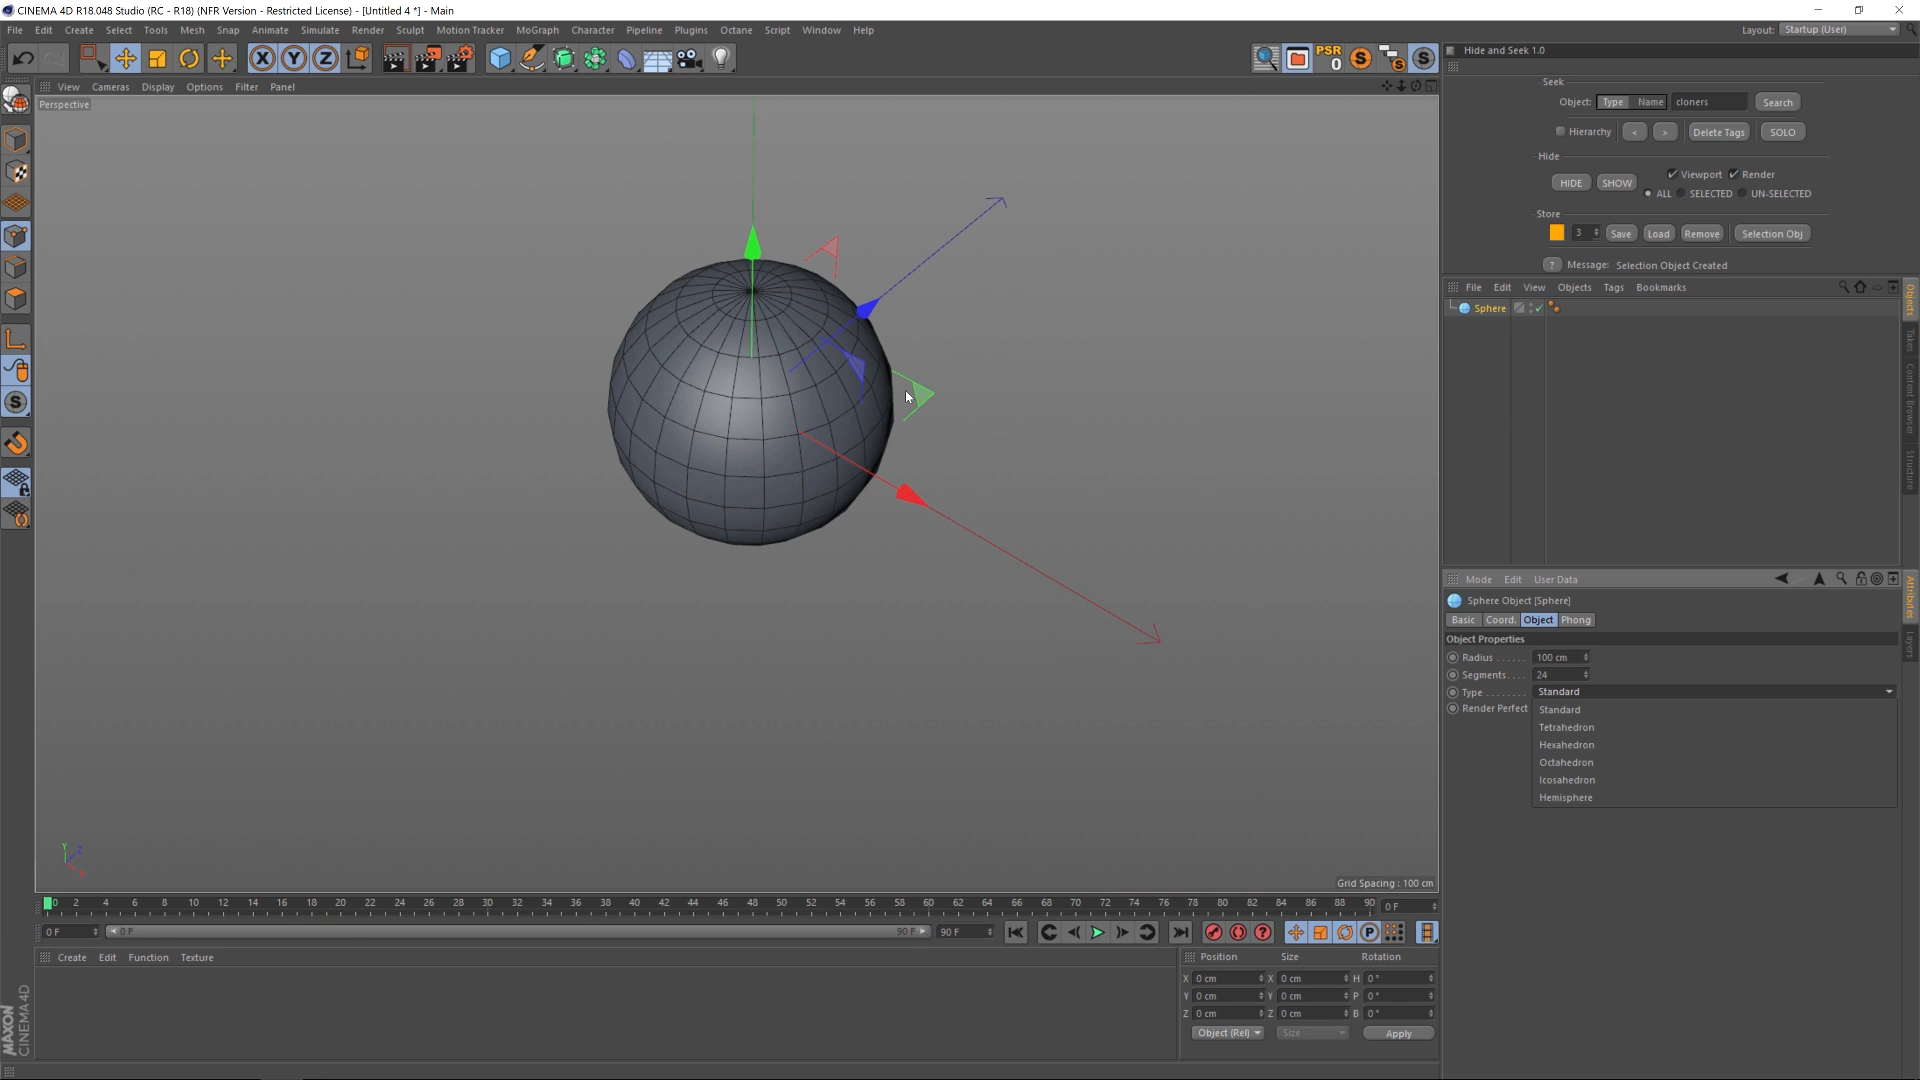 CINEMA 4D R18.048 Studio (RC - R18) (NFR Version - Restricted License) - [Untitled 4 *] - Main
File Edit Create Select Tools Mesh Snap Animate Simulate Render Sculpt Motion Tracker MoGraph Character Pipeline Plugins Octane Script Window Help
Layout: Startup (User)
X Y Z
PSR
0
S S S
Hide and Seek 1.0
View Cameras Display Options Filter Panel
Perspective
Seek
Object: Type Name cloners Search
Hierarchy < > Delete Tags SOLO
Hide
HIDE SHOW Viewport Render
ALL SELECTED UN-SELECTED
Store
3 Save Load Remove Selection Obj
? Message: Selection Object Created
File Edit View Objects Tags Bookmarks
Sphere
Objects
Takes
Content Browser
Structure
Mode Edit User Data
Sphere Object [Sphere]
Basic Coord. Object Phong
Object Properties
Radius 100 cm
Segments 24
Type Standard
Render Perfect
Standard
Tetrahedron
Hexahedron
Octahedron
Icosahedron
Hemisphere
Attributes
Layers
S
Y Z
X
Grid Spacing : 100 cm
0 2 4 6 8 10 12 14 16 18 20 22 24 26 28 30 32 34 36 38 40 42 44 46 48 50 52 54 56 58 60 62 64 66 68 70 72 74 76 78 80 82 84 86 88 90 0 F
0 F 0 F 90 F 90 F ? P
Create Edit Function Texture
Position Size Rotation
X 0 cm X 0 cm H 0 °
Y 0 cm Y 0 cm P 0 °
Z 0 cm Z 0 cm B 0 °
Object (Rel) Size Apply
MAXON
CINEMA 4D